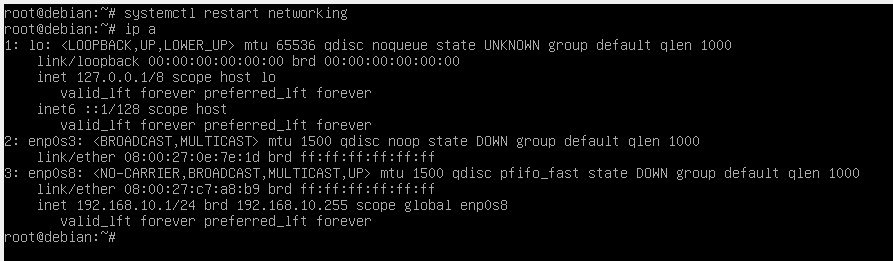 root@debian:~# systemctl restart networking
root@debian:~# ip a
1: lo: <LOOPBACK,UP,LOWER_UP> mtu 65536 qdisc noqueue state UNKNOWN group default qlen 1000
    link/loopback 00:00:00:00:00:00 brd 00:00:00:00:00:00
    inet 127.0.0.1/8 scope host lo
       valid_lft forever preferred_lft forever
    inet6 ::1/128 scope host
       valid_lft forever preferred_lft forever
2: enp0s3: <BROADCAST,MULTICAST> mtu 1500 qdisc noop state DOWN group default qlen 1000
    link/ether 08:00:27:0e:7e:1d brd ff:ff:ff:ff:ff:ff
3: enp0s8: <NO-CARRIER,BROADCAST,MULTICAST,UP> mtu 1500 qdisc pfifo_fast state DOWN group default qlen 1000
    link/ether 08:00:27:c7:a8:b9 brd ff:ff:ff:ff:ff:ff
    inet 192.168.10.1/24 brd 192.168.10.255 scope global enp0s8
       valid_lft forever preferred_lft forever
root@debian:~#